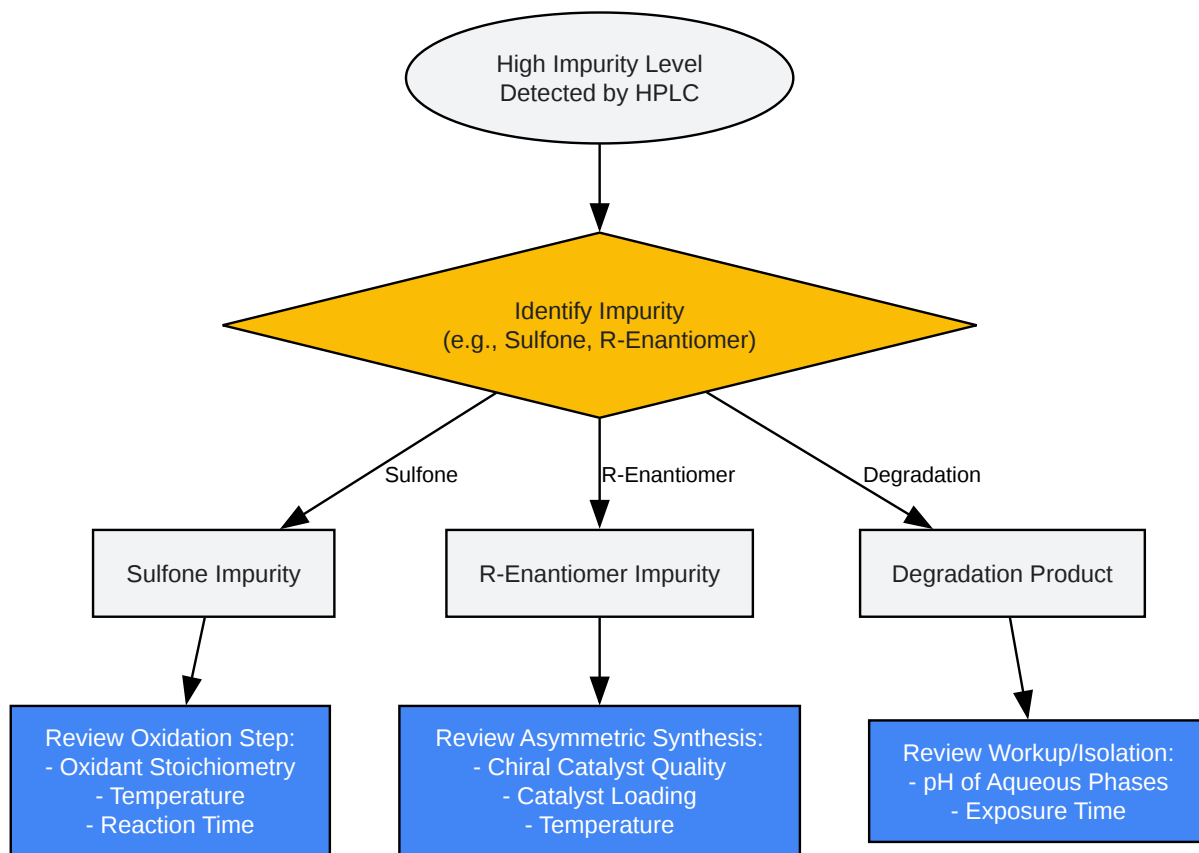 High Impurity Level
Detected by HPLC
Identify Impurity
(e.g., Sulfone, R-Enantiomer)
Sulfone
R-Enantiomer
Degradation
Sulfone Impurity
R-Enantiomer Impurity
Degradation Product
Review Oxidation Step:
- Oxidant Stoichiometry
- Temperature
- Reaction Time
Review Asymmetric Synthesis:
- Chiral Catalyst Quality
- Catalyst Loading
- Temperature
Review Workup/Isolation:
- pH of Aqueous Phases
- Exposure Time